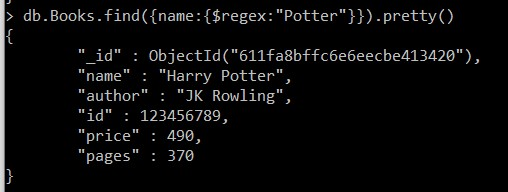 > db.Books.find({name:{$regex:"Potter"}}).pretty()
{
        "_id" : ObjectId("611fa8bffc6e6eecbe413420"),
        "name" : "Harry Potter",
        "author" : "JK Rowling",
        "id" : 123456789,
        "price" : 490,
        "pages" : 370
}